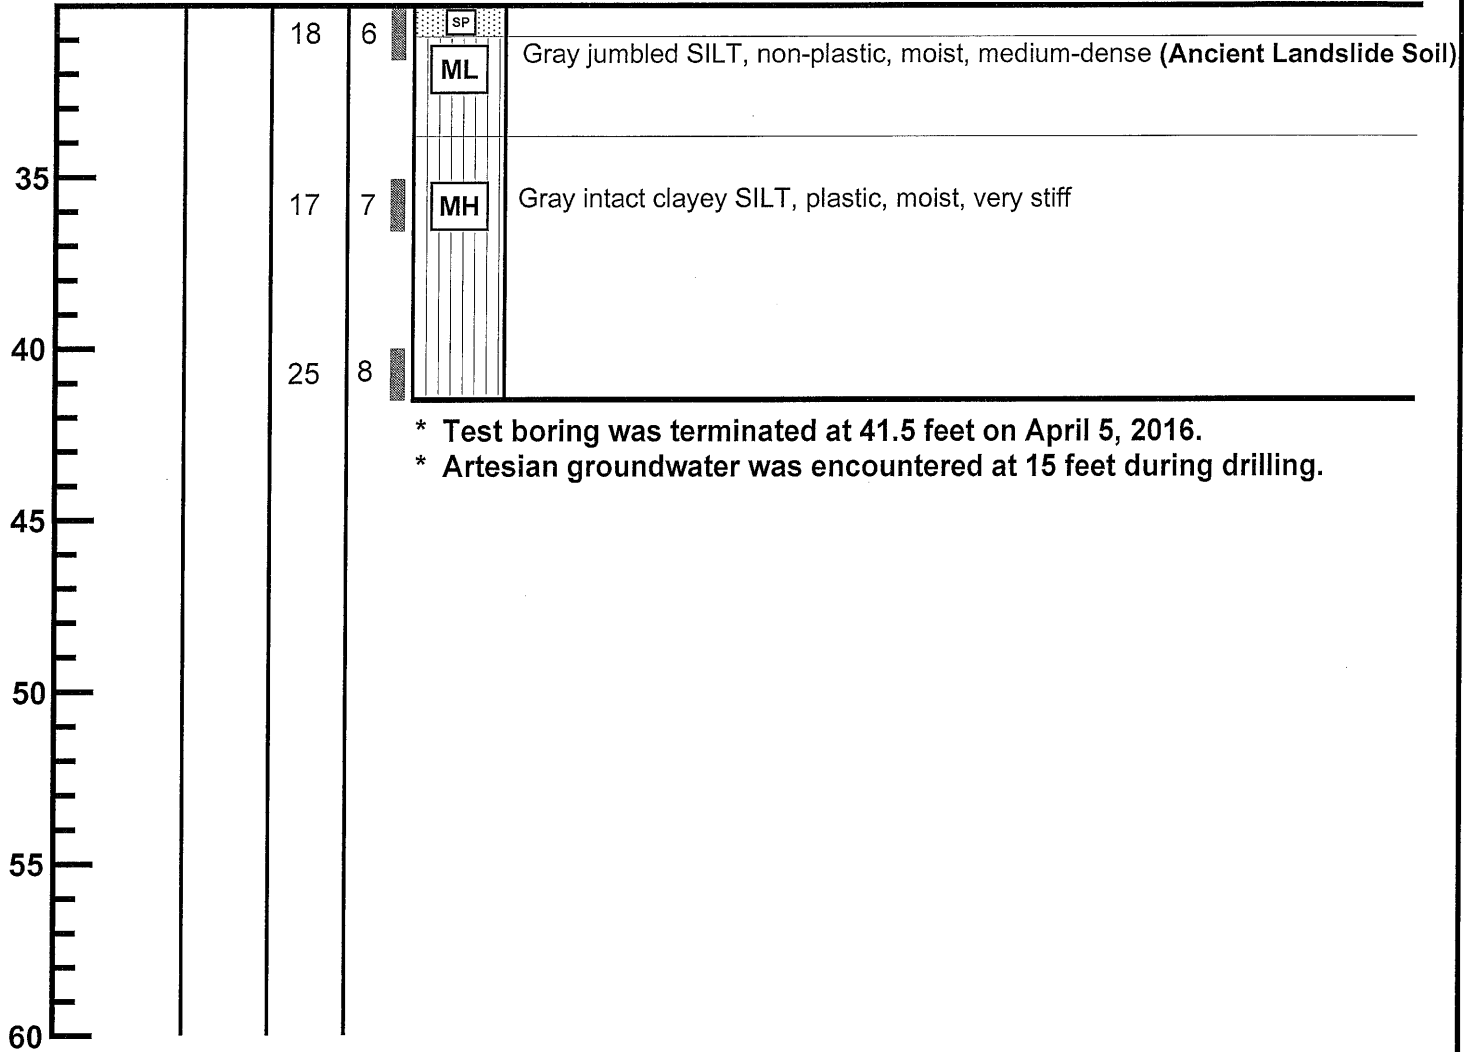 18 6 SP
ML Gray jumbled SILT, non-plastic, moist, medium-dense (Ancient Landslide Soil)
35
17 7 MH Gray intact clayey SILT, plastic, moist, very stiff
40
25 8
* Test boring was terminated at 41.5 feet on April 5, 2016.
* Artesian groundwater was encountered at 15 feet during drilling.
45
50
55
60